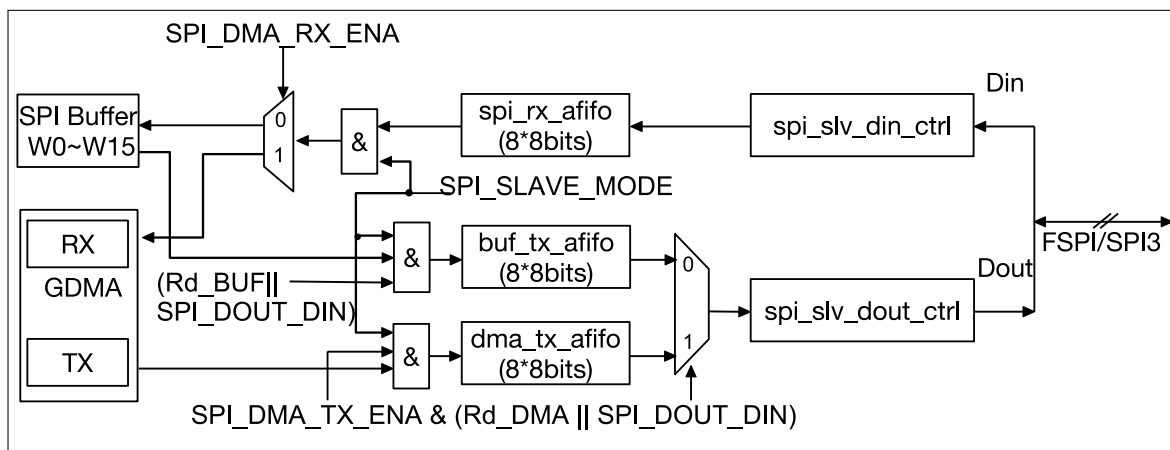 SPI_DMA_RX_ENA
SPI Buffer
W0~W15
0
1
&
spi_rx_afifo
(8*8bits)
spi_slv_din_ctrl
Din
SPI_SLAVE_MODE
RX
GDMA
TX
(Rd_BUF||
SPI_DOUT_DIN)
&
buf_tx_afifo
(8*8bits)
0
1
&
dma_tx_afifo
(8*8bits)
spi_slv_dout_ctrl
Dout
FSPI/SPI3
SPI_DMA_TX_ENA & (Rd_DMA || SPI_DOUT_DIN)